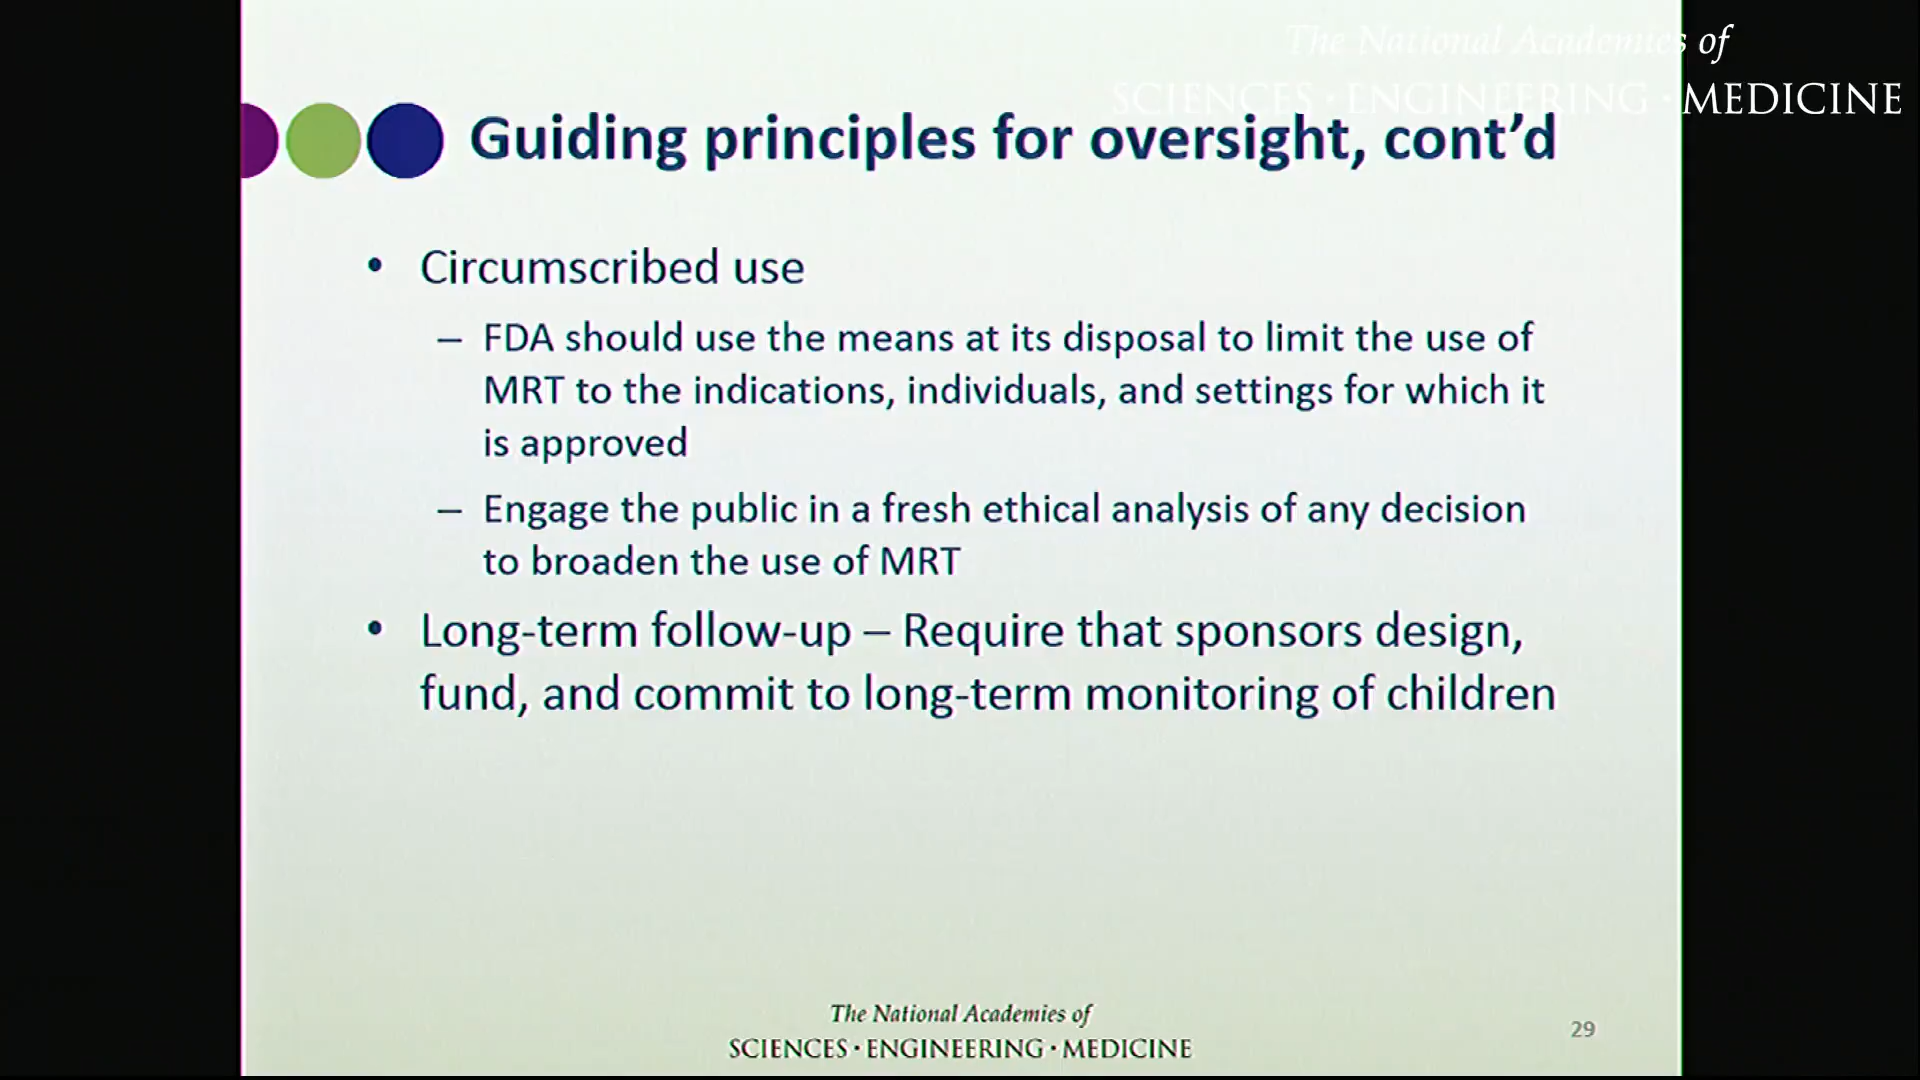 The National Academies of
SCIENCES · ENGINEERING · MEDICINE
Guiding principles for oversight, cont’d
• Circumscribed use
– FDA should use the means at its disposal to limit the use of
MRT to the indications, individuals, and settings for which it
is approved
– Engage the public in a fresh ethical analysis of any decision
to broaden the use of MRT
• Long-term follow-up – Require that sponsors design,
fund, and commit to long-term monitoring of children
The National Academies of
SCIENCES · ENGINEERING · MEDICINE
29